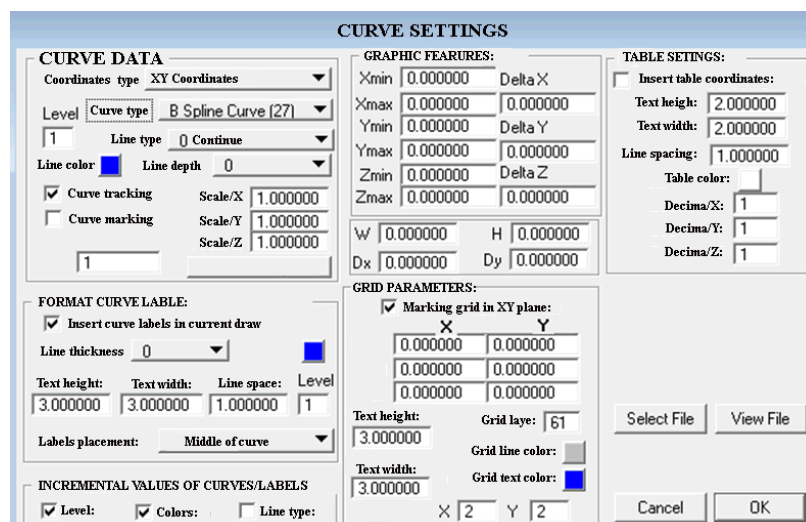 CURVE SETTINGS
CURVE DATA
Coordinates type XY Coordinates
Level Curve type B Spline Curve (27)
1 Line type 0 Continue
Line color Line depth 0
Curve tracking Scale/X 1.000000
Curve marking Scale/Y 1.000000
Scale/Z 1.000000
1
FORMAT CURVE LABLE:
Insert curve labels in current draw
Line thickness 0
Text height: Text width: Line space: Level
3.000000 3.000000 1.000000 1
Labels placement: Middle of curve
INCREMENTAL VALUES OF CURVES/LABELS
Level: Colors: Line type:
GRAPHIC FEARURES:
Xmin 0.000000 Delta X
Xmax 0.000000 0.000000
Ymin 0.000000 Delta Y
Ymax 0.000000 0.000000
Zmin 0.000000 Delta Z
Zmax 0.000000 0.000000
W 0.000000 H 0.000000
Dx 0.000000 Dy 0.000000
GRID PARAMETERS:
Marking grid in XY plane:
X Y
0.000000 0.000000
0.000000 0.000000
0.000000 0.000000
Text height: Grid laye: 61
3.000000
Grid line color:
Text width: Grid text color:
3.000000
X 2 Y 2
TABLE SETINGS:
Insert table coordinates:
Text heigh: 2.000000
Text width: 2.000000
Line spacing: 1.000000
Table color:
Decima/X: 1
Decima/Y: 1
Decima/Z: 1
Select File View File
Cancel OK